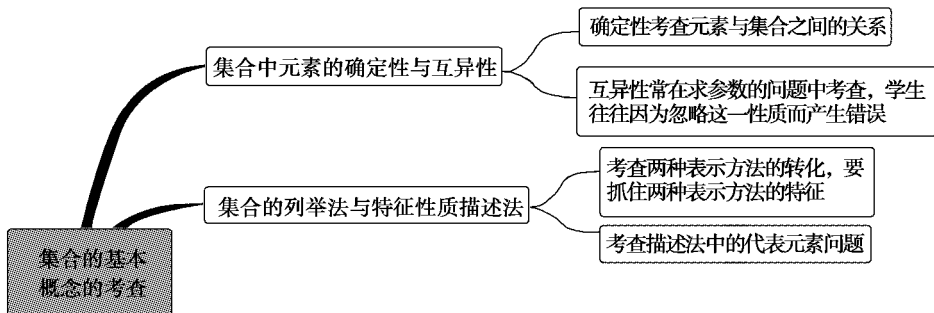 确定性考查元素与集合之间的关系
集合中元素的确定性与互异性
互异性常在求参数的问题中考查，学生
往往因为忽略这一性质而产生错误
考查两种表示方法的转化，要
抓住两种表示方法的特征
集合的列举法与特征性质描述法
考查描述法中的代表元素问题
集合的基本
概念的考查